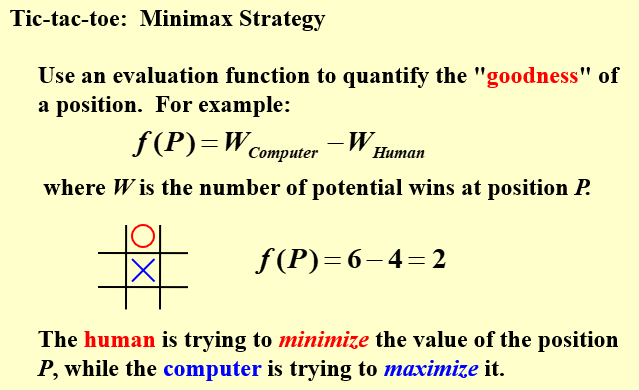 Tic-tac-toe: Minimax Strategy
Use an evaluation function to quantify the "goodness" of
a position. For example:
f (P) = W Computer − W Human
where W is the number of potential wins at position P.
f (P) = 6 − 4 = 2
The human is trying to minimize the value of the position
P, while the computer is trying to maximize it.